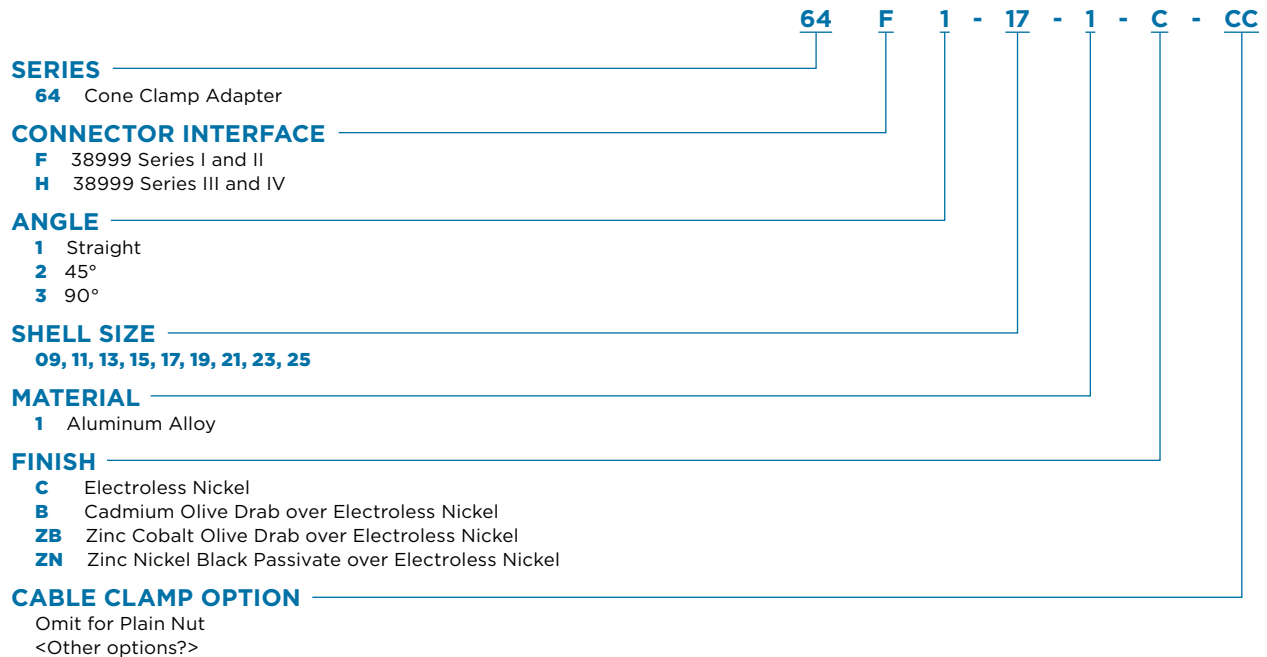 64 F 1 - 17 - 1 - C - CC
SERIES
64 Cone Clamp Adapter
CONNECTOR INTERFACE
F 38999 Series I and II
H 38999 Series III and IV
ANGLE
1 Straight
2 45°
3 90°
SHELL SIZE
09, 11, 13, 15, 17, 19, 21, 23, 25
MATERIAL
1 Aluminum Alloy
FINISH
C Electroless Nickel
B Cadmium Olive Drab over Electroless Nickel
ZB Zinc Cobalt Olive Drab over Electroless Nickel
ZN Zinc Nickel Black Passivate over Electroless Nickel
CABLE CLAMP OPTION
Omit for Plain Nut
<Other options?>